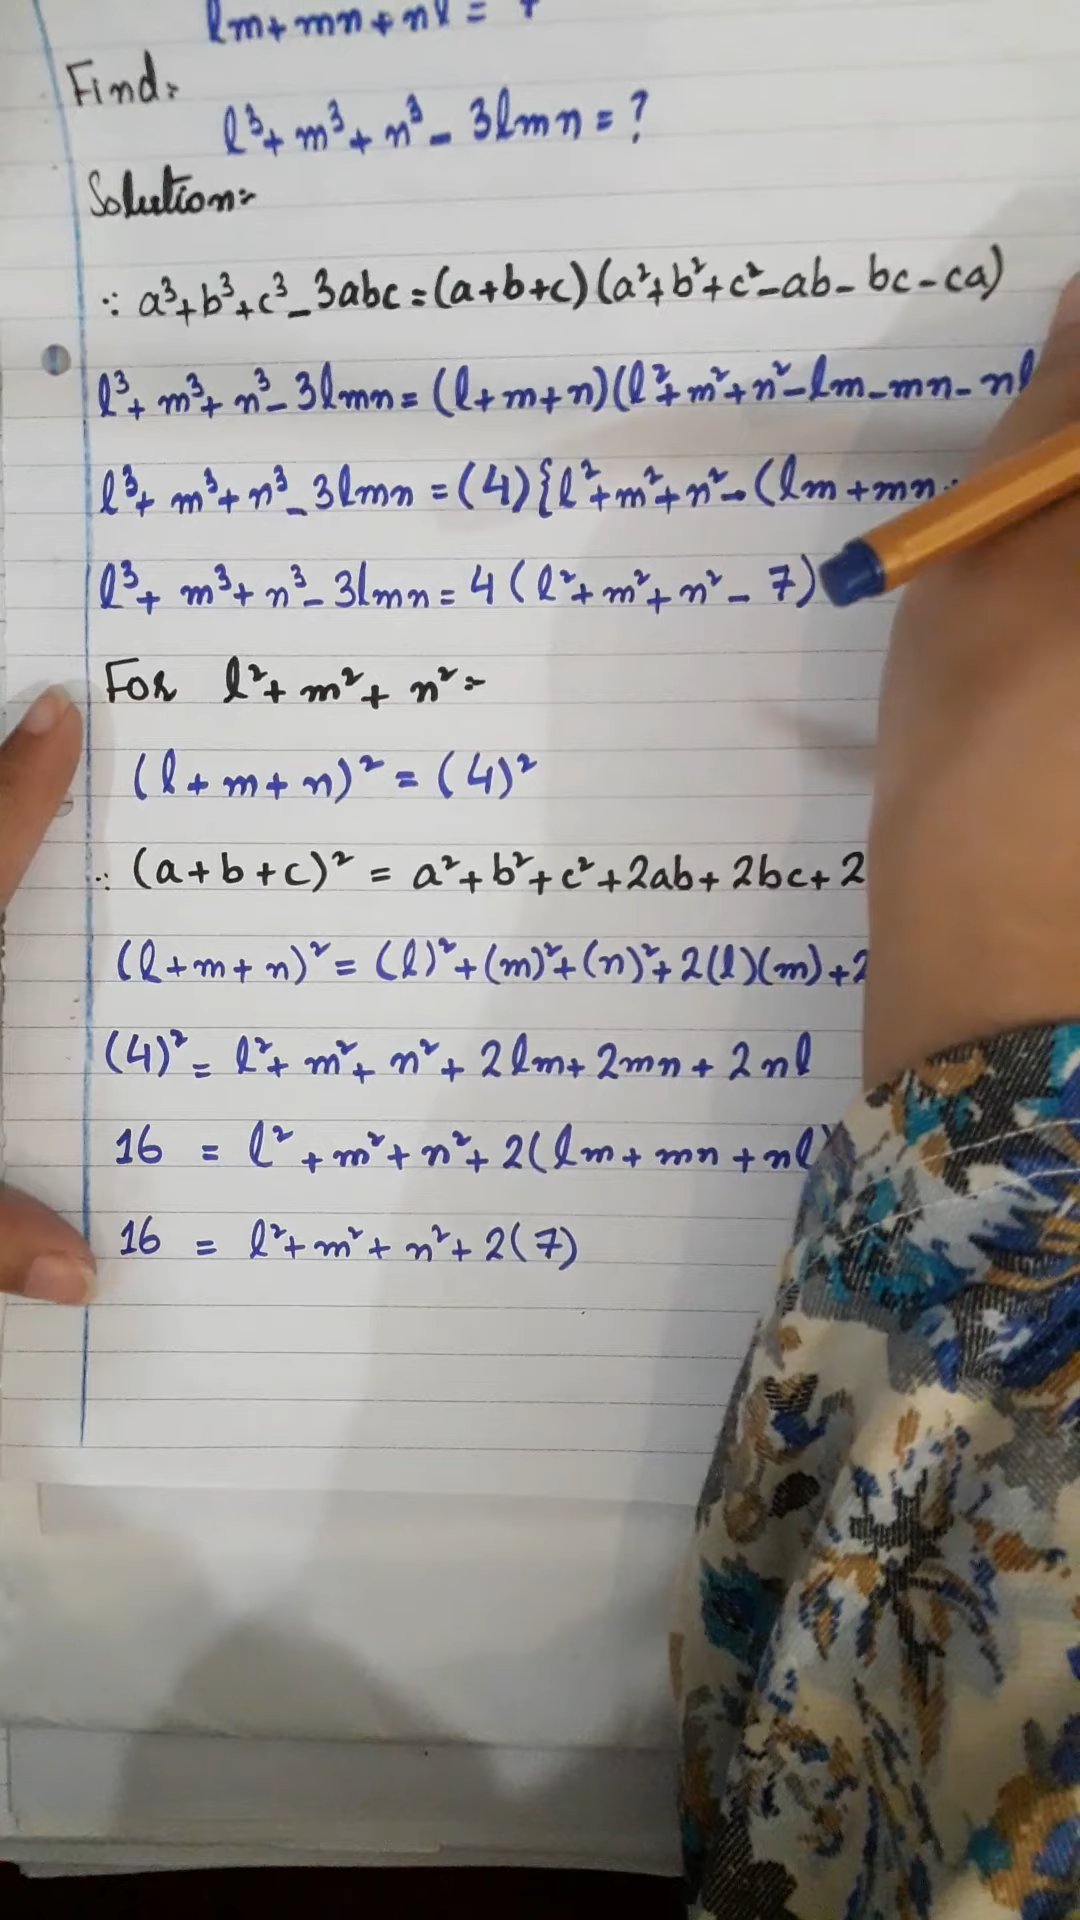 lm + mn + nl =
Find:
l³ + m³ + n³ - 3lmn = ?
Solution:
∵ a³ + b³ + c³ - 3abc = (a+b+c)(a² + b² + c² - ab - bc - ca)
l³ + m³ + n³ - 3lmn = (l+m+n)(l² + m² + n² - lm - mn - nl
l³ + m³ + n³ - 3lmn = (4){l² + m² + n² - (lm + mn
l³ + m³ + n³ - 3lmn = 4(l² + m² + n² - 7)
For l² + m² + n²:-
(l + m + n)² = (4)²
∵ (a + b + c)² = a² + b² + c² + 2ab + 2bc + 2
(l + m + n)² = (l)² + (m)² + (n)² + 2(l)(m) + 2
(4)² = l² + m² + n² + 2lm + 2mn + 2nl
16 = l² + m² + n² + 2(lm + mn + nl)
16 = l² + m² + n² + 2(7)